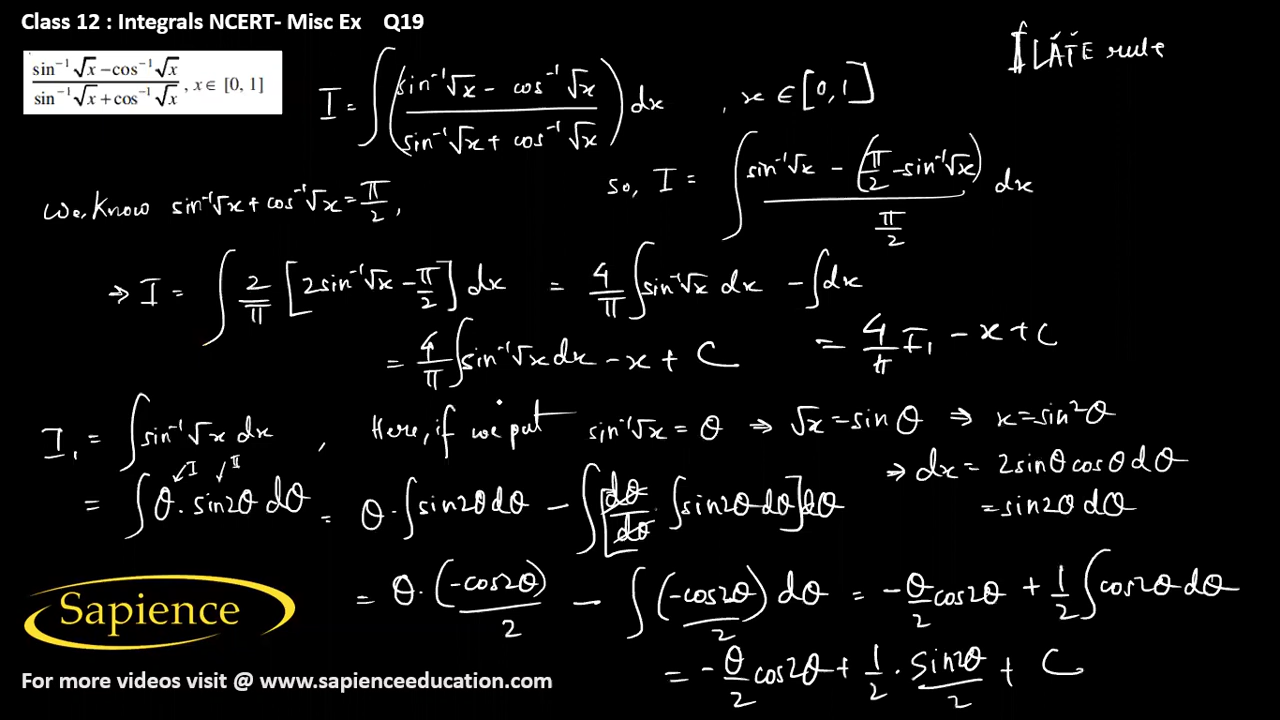 Class 12 : Integrals NCERT- Misc Ex Q19
ILATE rule
(sin⁻¹√x − cos⁻¹√x)/(sin⁻¹√x + cos⁻¹√x), x ∈ [0, 1]
I = ∫((sin⁻¹√x − cos⁻¹√x)/(sin⁻¹√x + cos⁻¹√x)) dx , x ∈ [0,1]
We know sin⁻¹√x + cos⁻¹√x = π/2,
so, I = ∫ (sin⁻¹√x − (π/2 − sin⁻¹√x))/(π/2) dx
⇒ I = ∫ 2/π [2sin⁻¹√x − π/2] dx = 4/π ∫sin⁻¹√x dx − ∫dx
= 4/π ∫sin⁻¹√x dx − x + C = 4/π I₁ − x + C
I₁ = ∫sin⁻¹√x dx , Here, if we put sin⁻¹√x = θ ⇒ √x = sin θ ⇒ x = sin²θ
⇒ dx = 2sinθ cosθ dθ
= sin2θ dθ
I II
= ∫θ · sin2θ dθ = θ · ∫sin2θ dθ − ∫[dθ/dθ · ∫sin2θ dθ] dθ
= θ · (−cos2θ)/2 − ∫(−cos2θ/2) dθ = −θ/2 cos2θ + 1/2 ∫cos2θ dθ
= −θ/2 cos2θ + 1/2 · sin2θ/2 + C
Sapience
For more videos visit @ www.sapienceeducation.com